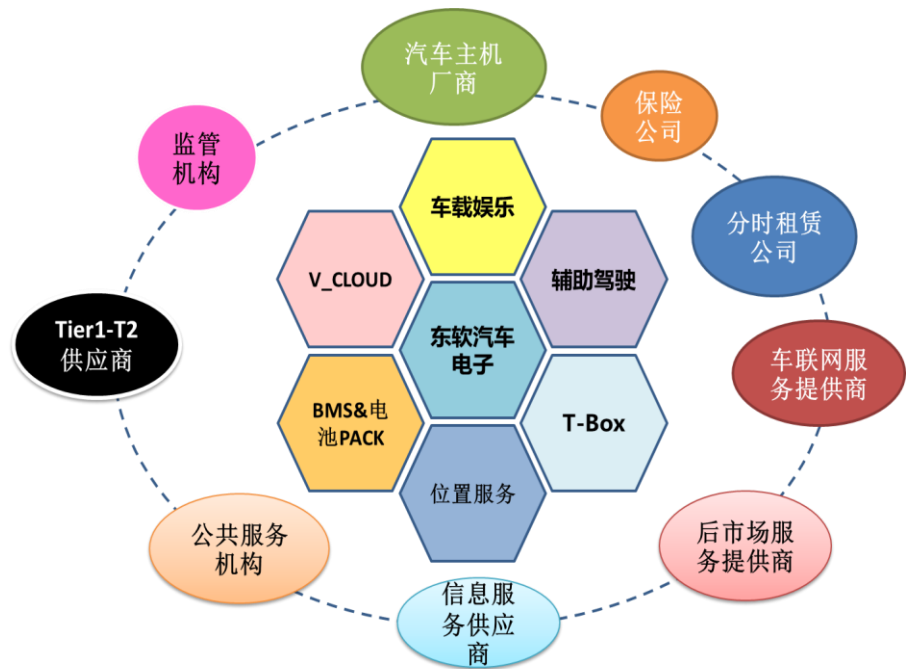 汽车主机
厂商
保险
公司
监管
机构
分时租赁
公司
车载娱乐
V_CLOUD
辅助驾驶
东软汽车
电子
Tier1-T2
供应商
车联网服
务提供商
BMS&电
池PACK
T-Box
位置服务
公共服务
机构
后市场服
务提供商
信息服
务供应
商